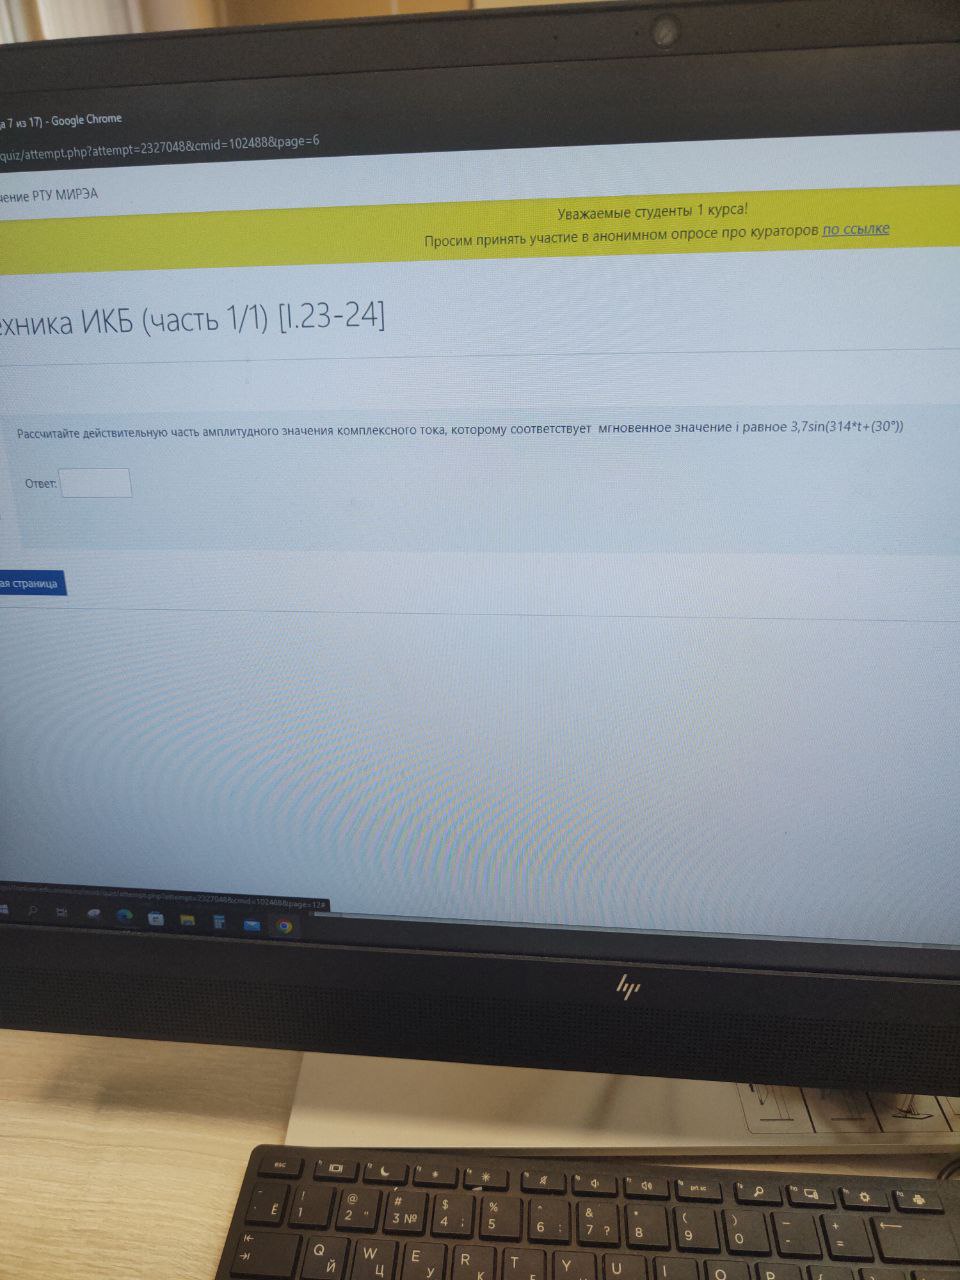 7 из 17) - Google Chrome
quiz/attempt.php?attempt=2327048&cmid=102488&page=6
чение РТУ МИРЭА
Уважаемые студенты 1 курса!
Просим принять участие в анонимном опросе про кураторов по ссылке
ехника ИКБ (часть 1/1) [I.23-24]
Рассчитайте действительную часть амплитудного значения комплексного тока, которому соответствует мгновенное значение i равное 3,7sin(314*t+(30°))
Ответ:
ая страница
hp
esc
prt sc
Ё ! 1 @ 2 " # 3 № $ 4 ; % 5 ^ 6 : & 7 ? * 8 ( 9 ) 0 - + =
Q Й W Ц E У R К T Y U I O P